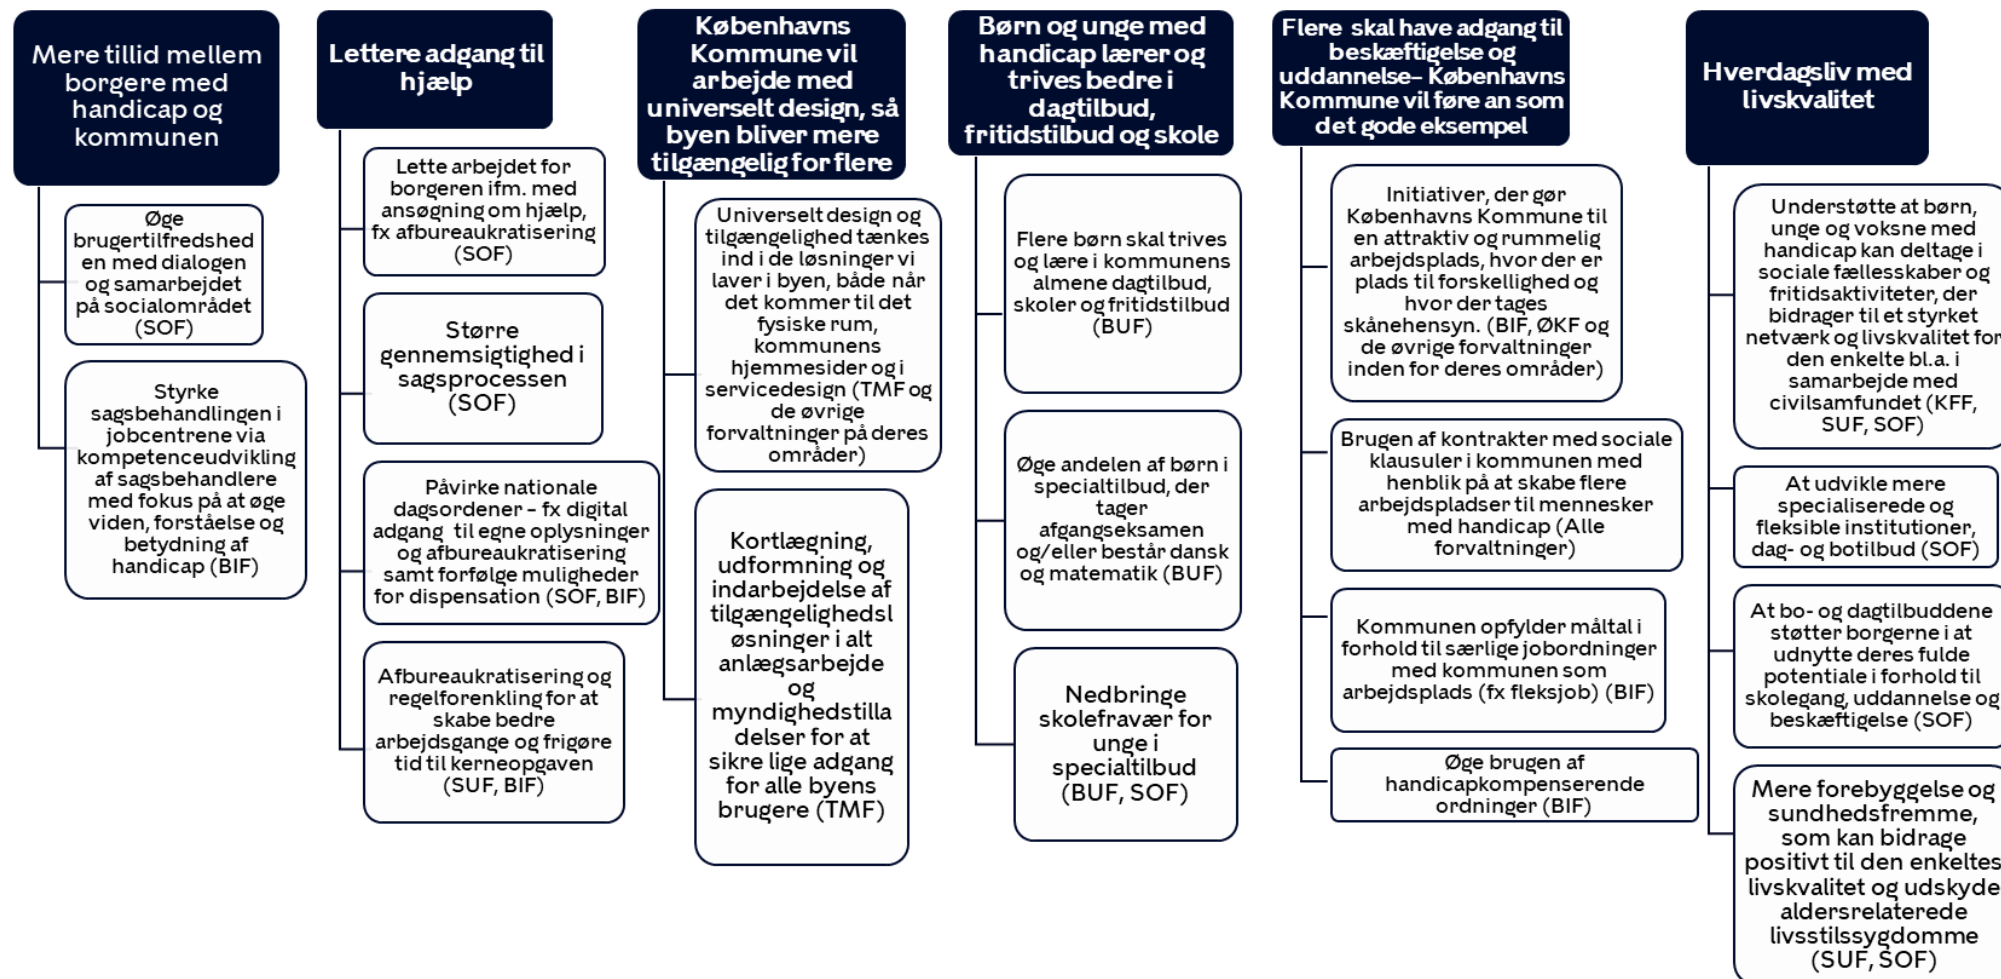 Mere tillid mellem
borgere med
handicap og
kommunen
Øge
brugertilfredshed
en med dialogen
og samarbejdet
på socialområdet
(SOF)
Styrke
sagsbehandlingen i
jobcentrene via
kompetenceudvikling
af sagsbehandlere
med fokus på at øge
viden, forståelse og
betydning af
handicap (BIF)
Lettere adgang til
hjælp
Lette arbejdet for
borgeren ifm. med
ansøgning om hjælp,
fx afbureaukratisering
(SOF)
Større
gennemsigtighed i
sagsprocessen
(SOF)
Påvirke nationale
dagsordener – fx digital
adgang til egne oplysninger
og afbureaukratisering
samt forfølge muligheder
for dispensation (SOF, BIF)
Afbureaukratisering og
regelforenkling for at
skabe bedre
arbejdsgange og frigøre
tid til kerneopgaven
(SUF, BIF)
Københavns
Kommune vil
arbejde med
universelt design, så
byen bliver mere
tilgængelig for flere
Universelt design og
tilgængelighed tænkes
ind i de løsninger vi
laver i byen, både når
det kommer til det
fysiske rum,
kommunens
hjemmesider og i
servicedesign (TMF og
de øvrige
forvaltninger på deres
områder)
Kortlægning,
udformning og
indarbejdelse af
tilgængelighedsl
øsninger i alt
anlægsarbejde
og
myndighedstilla
delser for at
sikre lige adgang
for alle byens
brugere (TMF)
Børn og unge med
handicap lærer og
trives bedre i
dagtilbud,
fritidstilbud og skole
Flere børn skal trives
og lære i kommunens
almene dagtilbud,
skoler og fritidstilbud
(BUF)
Øge andelen af børn i
specialtilbud, der
tager
afgangseksamen
og/eller består dansk
og matematik (BUF)
Nedbringe
skolefravær for
unge i
specialtilbud
(BUF, SOF)
Flere skal have adgang til
beskæftigelse og
uddannelse– Københavns
Kommune vil føre an som
det gode eksempel
Initiativer, der gør
Københavns Kommune til
en attraktiv og rummelig
arbejdsplads, hvor der er
plads til forskellighed og
hvor der tages
skånehensyn. (BIF, ØKF og
de øvrige forvaltninger
inden for deres områder)
Brugen af kontrakter med sociale
klausuler i kommunen med
henblik på at skabe flere
arbejdspladser til mennesker
med handicap (Alle
forvaltninger)
Kommunen opfylder måltal i
forhold til særlige jobordninger
med kommunen som
arbejdsplads (fx fleksjob) (BIF)
Øge brugen af
handicapkompenserende
ordninger (BIF)
Hverdagsliv med
livskvalitet
Understøtte at børn,
unge og voksne med
handicap kan deltage i
sociale fællesskaber og
fritidsaktiviteter, der
bidrager til et styrket
netværk og livskvalitet for
den enkelte bl.a. i
samarbejde med
civilsamfundet (KFF,
SUF, SOF)
At udvikle mere
specialiserede og
fleksible institutioner,
dag- og botilbud (SOF)
At bo- og dagtilbuddene
støtter borgerne i at
udnytte deres fulde
potentiale i forhold til
skolegang, uddannelse og
beskæftigelse (SOF)
Mere forebyggelse og
sundhedsfremme,
som kan bidrage
positivt til den enkeltes
livskvalitet og udskyde
aldersrelaterede
livsstilssygdomme
(SUF, SOF)